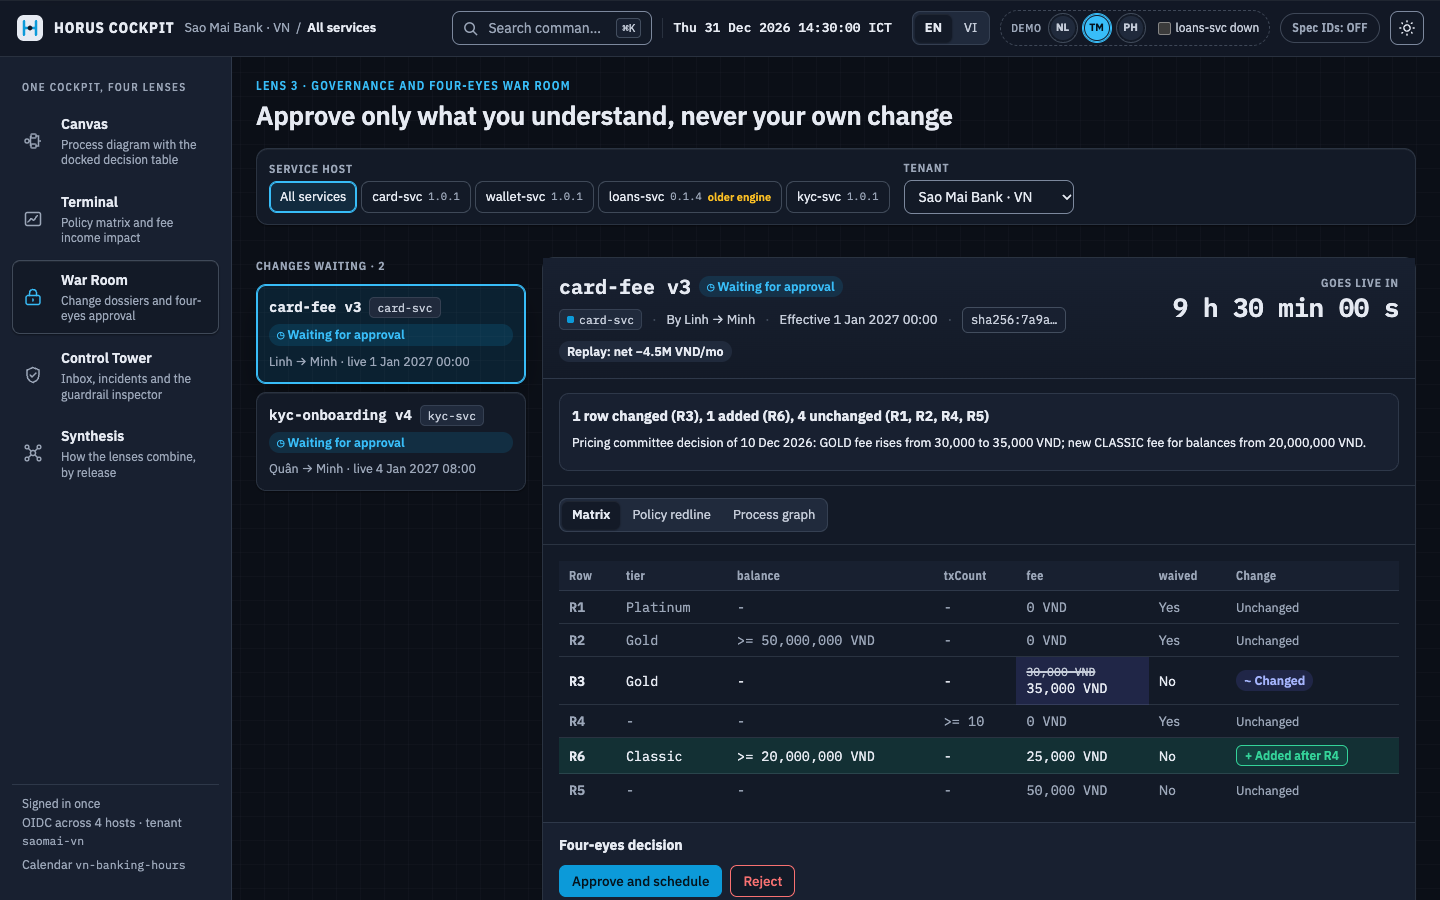 HORUS COCKPIT Sao Mai Bank · VN / All services Search comman... ⌘K Thu 31 Dec 2026 14:30:00 ICT EN VI DEMO NL TM PH loans-svc down Spec IDs: OFF
ONE COCKPIT, FOUR LENSES
Canvas
Process diagram with the
docked decision table
Terminal
Policy matrix and fee
income impact
War Room
Change dossiers and four-
eyes approval
Control Tower
Inbox, incidents and the
guardrail inspector
Synthesis
How the lenses combine,
by release
Signed in once
OIDC across 4 hosts · tenant
saomai-vn
Calendar vn-banking-hours
LENS 3 · GOVERNANCE AND FOUR-EYES WAR ROOM
Approve only what you understand, never your own change
SERVICE HOST
All services card-svc 1.0.1 wallet-svc 1.0.1 loans-svc 0.1.4 older engine kyc-svc 1.0.1
TENANT
Sao Mai Bank · VN
CHANGES WAITING · 2
card-fee v3 card-svc
Waiting for approval
Linh → Minh · live 1 Jan 2027 00:00
kyc-onboarding v4 kyc-svc
Waiting for approval
Quân → Minh · live 4 Jan 2027 08:00
card-fee v3 Waiting for approval
card-svc · By Linh → Minh · Effective 1 Jan 2027 00:00 · sha256:7a9a…
Replay: net −4.5M VND/mo
GOES LIVE IN
9 h 30 min 00 s
1 row changed (R3), 1 added (R6), 4 unchanged (R1, R2, R4, R5)
Pricing committee decision of 10 Dec 2026: GOLD fee rises from 30,000 to 35,000 VND; new CLASSIC fee for balances from 20,000,000 VND.
Matrix Policy redline Process graph
Row tier balance txCount fee waived Change
R1 Platinum - - 0 VND Yes Unchanged
R2 Gold >= 50,000,000 VND - 0 VND Yes Unchanged
R3 Gold - - 30,000 VND 35,000 VND No ~ Changed
R4 - - >= 10 0 VND Yes Unchanged
R6 Classic >= 20,000,000 VND - 25,000 VND No + Added after R4
R5 - - - 50,000 VND No Unchanged
Four-eyes decision
Approve and schedule Reject